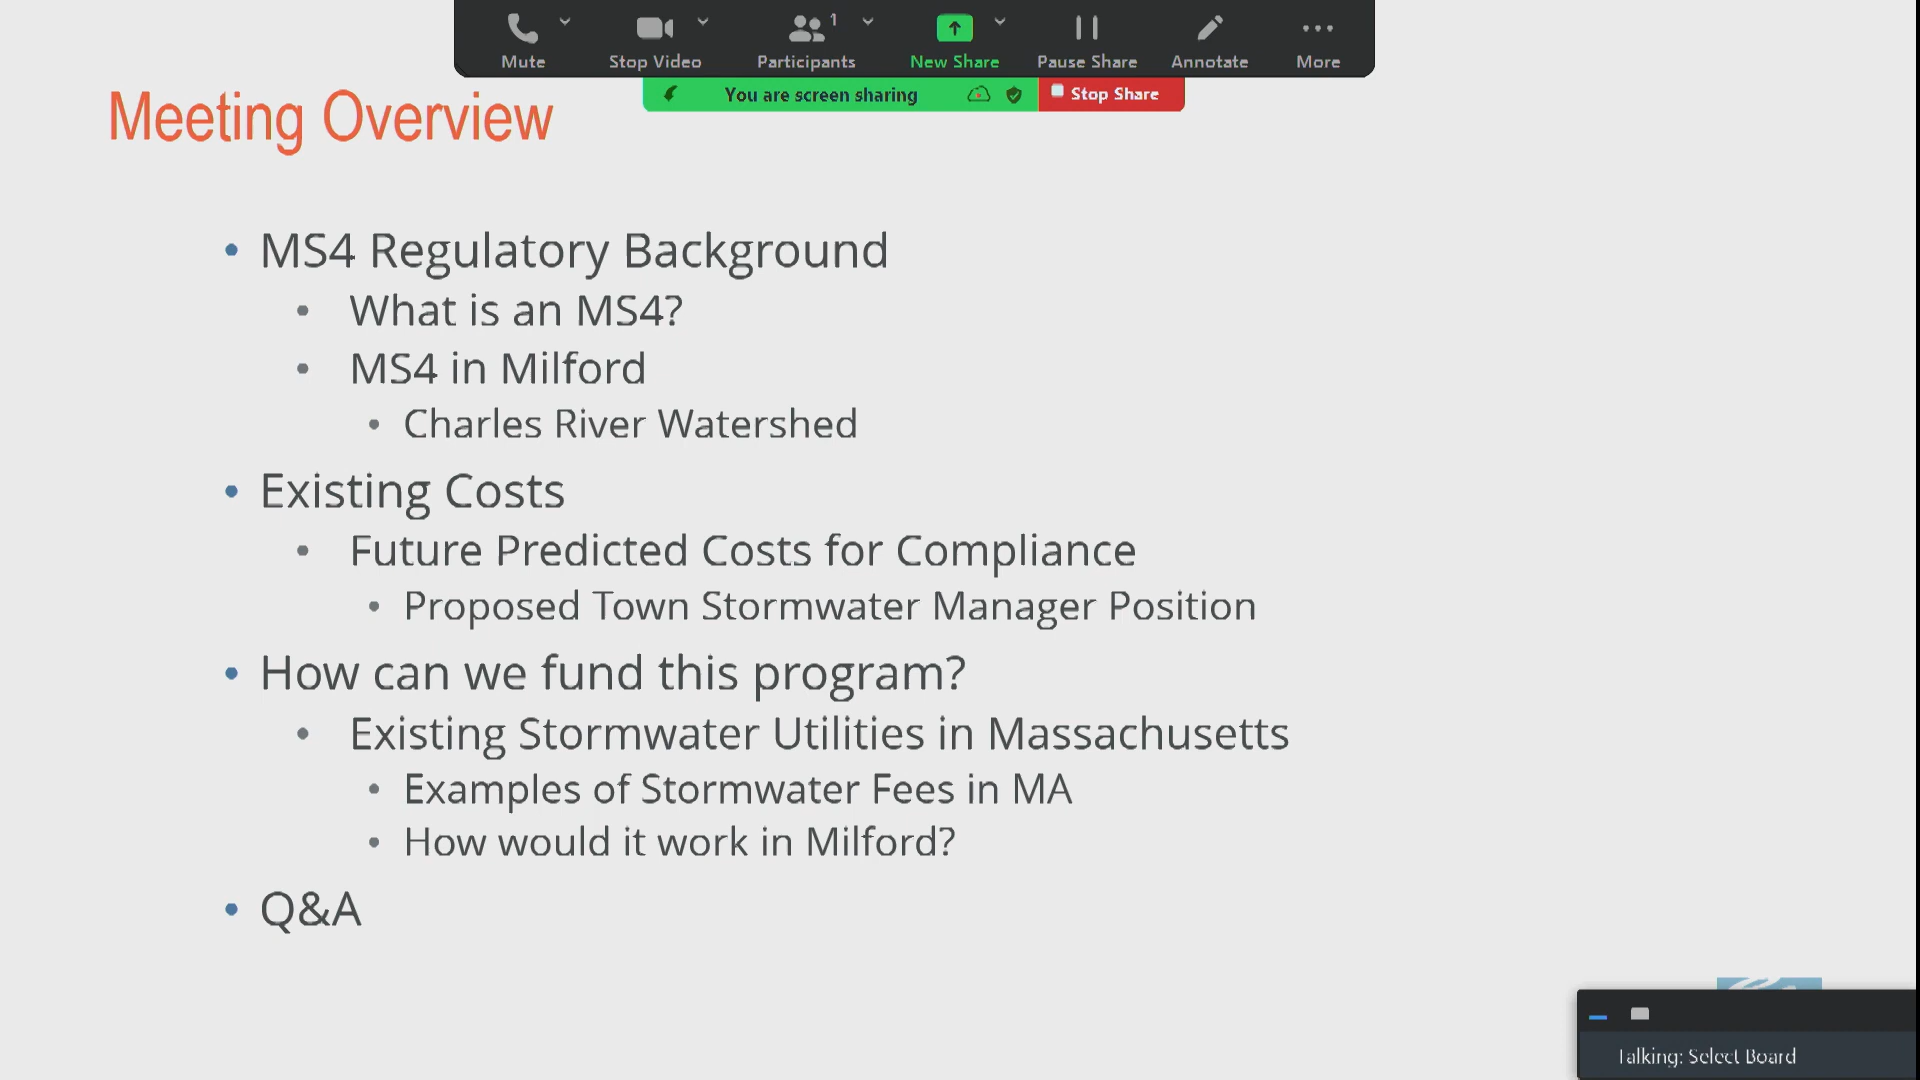 1
Mute
Stop Video
Participants
New Share
Pause Share
Annotate
More
You are screen sharing
Stop Share
Meeting Overview
• MS4 Regulatory Background
• What is an MS4?
• MS4 in Milford
• Charles River Watershed
• Existing Costs
• Future Predicted Costs for Compliance
• Proposed Town Stormwater Manager Position
• How can we fund this program?
• Existing Stormwater Utilities in Massachusetts
• Examples of Stormwater Fees in MA
• How would it work in Milford?
• Q&A
Talking: Select Board